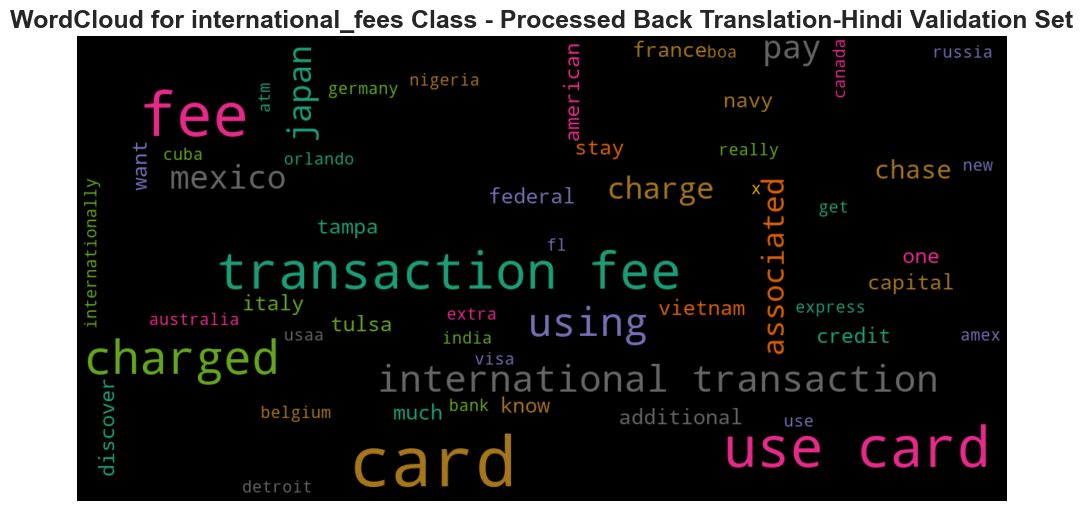 WordCloud for international_fees Class - Processed Back Translation-Hindi Validation Set
fee
atm
japan
germany
nigeria
american
france
boa
pay
canada
russia
navy
want
cuba
orlando
mexico
stay
really
chase
new
federal
charge
x
associated
get
internationally
tampa
transaction fee
fl
one
capital
italy
australia
usaa
tulsa
extra
india
using
vietnam
express
credit
amex
charged
visa
international transaction
discover
belgium
much
bank
know
additional
use
card
use card
detroit